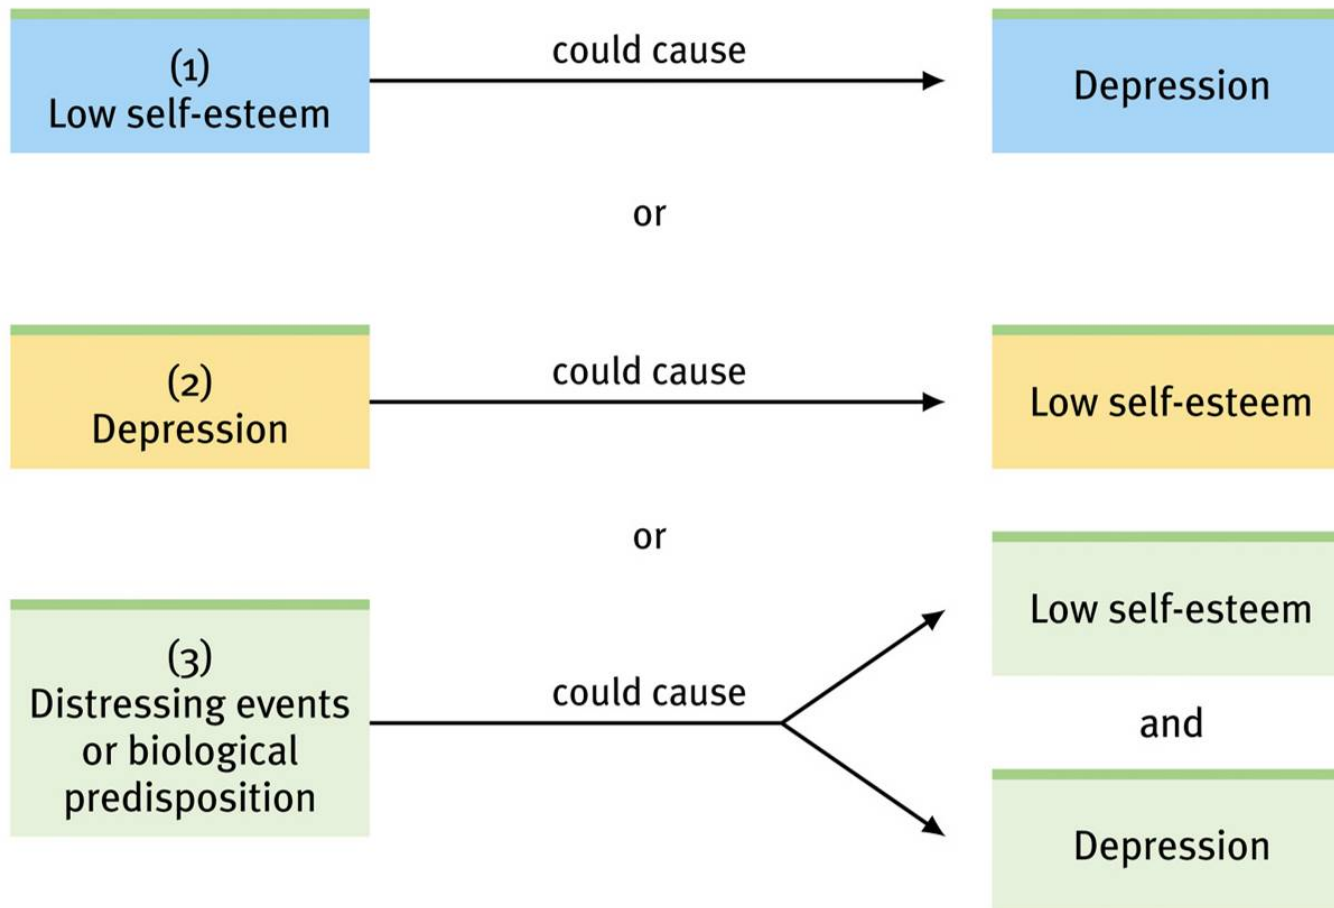 (1)
Low self-esteem
could cause
Depression
or
(2)
Depression
could cause
Low self-esteem
or
(3)
Distressing events
or biological
predisposition
could cause
Low self-esteem
and
Depression